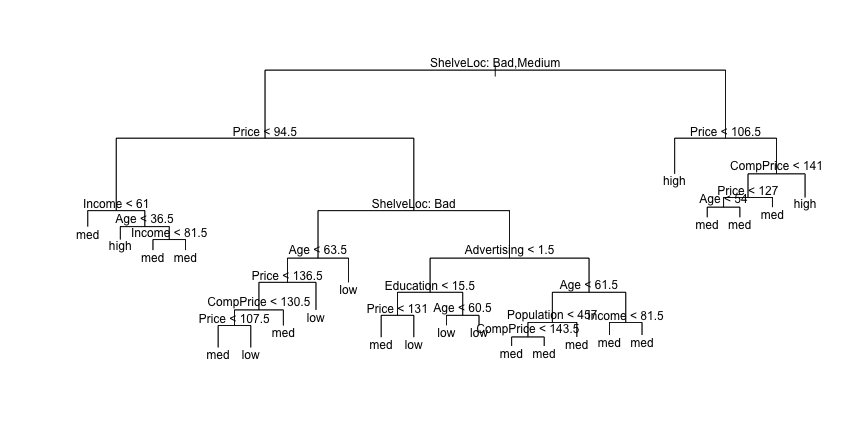 ShelveLoc: Bad,Medium
Price < 94.5
Price < 106.5
CompPrice < 141
high
Price < 127
Age < 54
high
med
med
med
Income < 61
Age < 36.5
med
Income < 81.5
high
med
med
ShelveLoc: Bad
Age < 63.5
Advertising < 1.5
Price < 136.5
low
CompPrice < 130.5
low
Price < 107.5
med
med
low
Education < 15.5
Age < 61.5
Price < 131
Age < 60.5
med
low
low
low
Population < 457
Income < 81.5
CompPrice < 143.5
med
med
med
med
med